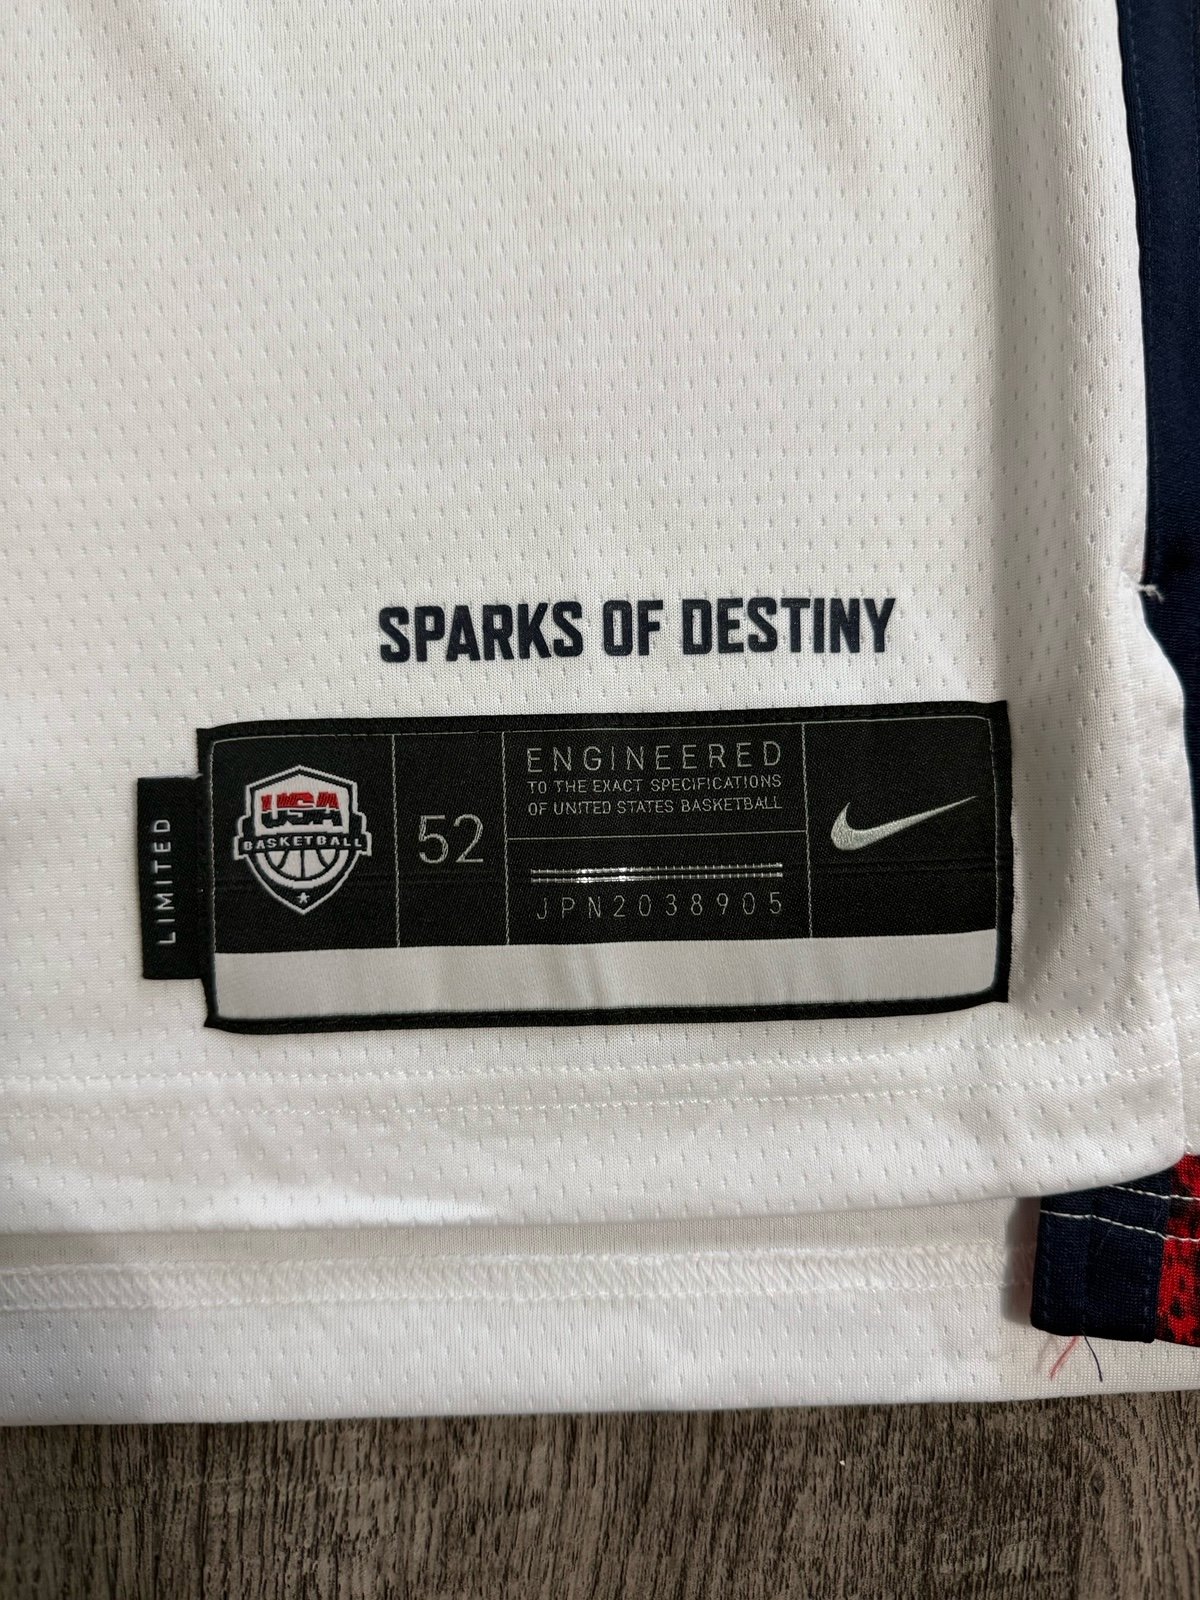 SPARKS OF DESTINY
LIMITED
USA
BASKETBALL
52
ENGINEERED
TO THE EXACT SPECIFICATIONS
OF UNITED STATES BASKETBALL
JPN2038905